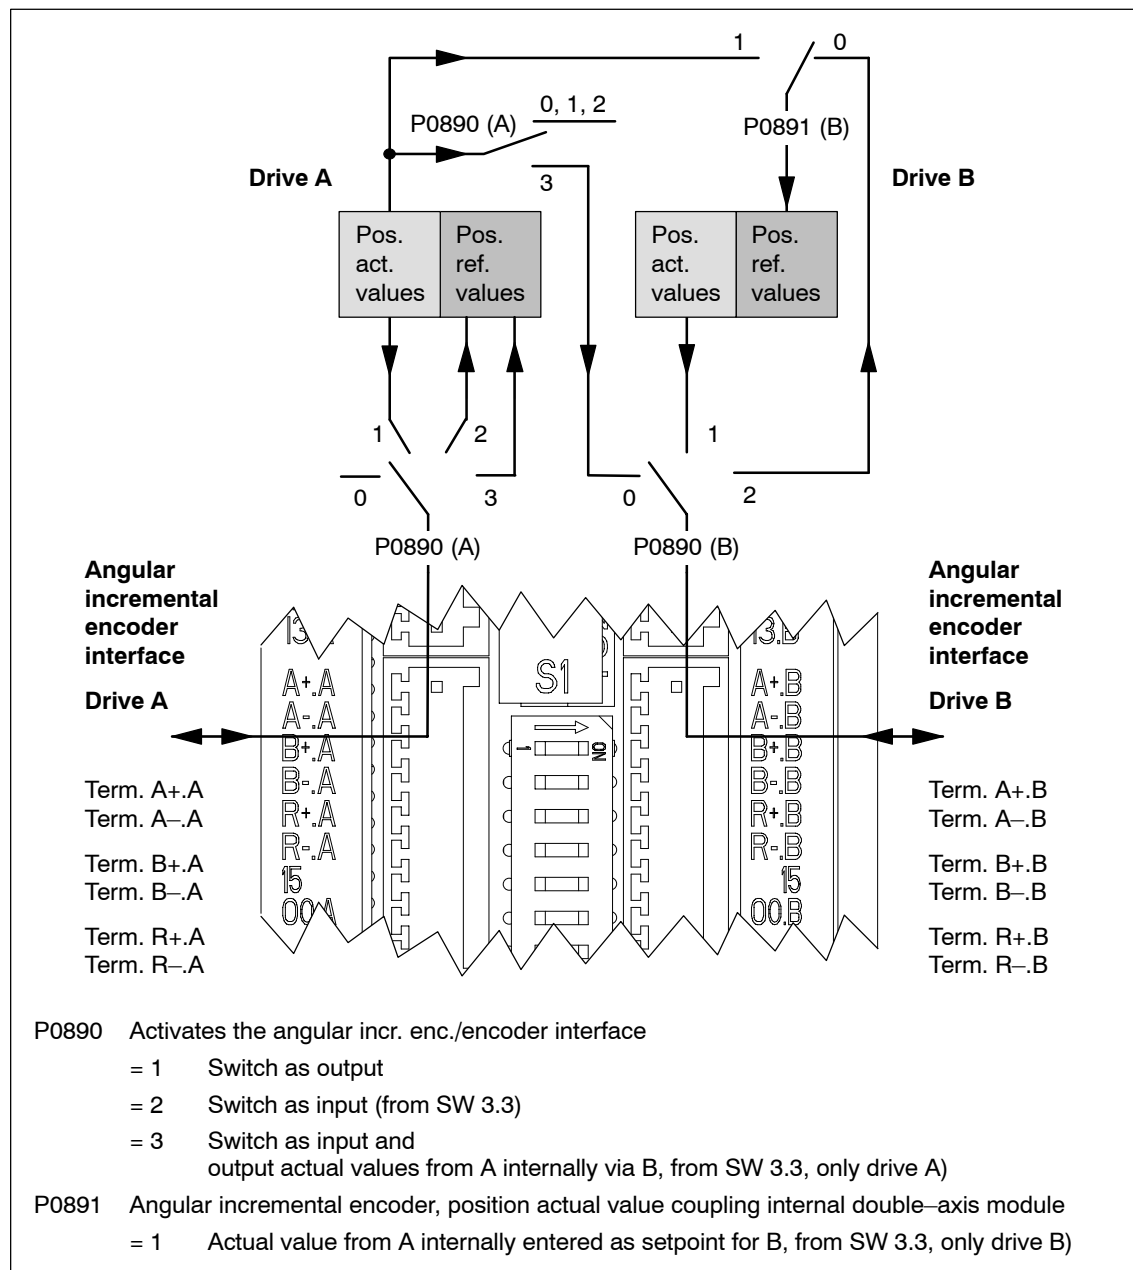 1
0
0, 1, 2
P0890 (A)
P0891 (B)
Drive A
3
Drive B
Pos.
act.
values
Pos.
ref.
values
Pos.
act.
values
Pos.
ref.
values
1
2
1
0
3
0
2
P0890 (A)
P0890 (B)
Angular
incremental
encoder
interface
Drive A
Angular
incremental
encoder
interface
Drive B
S1
A+.A
A-.A
B+.A
B-.A
R+.A
R-.A
15
00.A
1
ON
13.B
A+.B
A-.B
B+.B
B-.B
R+.B
R-.B
15
00.B
Term. A+.A
Term. A–.A
Term. B+.A
Term. B–.A
Term. R+.A
Term. R–.A
Term. A+.B
Term. A–.B
Term. B+.B
Term. B–.B
Term. R+.B
Term. R–.B
P0890 Activates the angular incr. enc./encoder interface
= 1 Switch as output
= 2 Switch as input (from SW 3.3)
= 3 Switch as input and
output actual values from A internally via B, from SW 3.3, only drive A)
P0891 Angular incremental encoder, position actual value coupling internal double–axis module
= 1 Actual value from A internally entered as setpoint for B, from SW 3.3, only drive B)